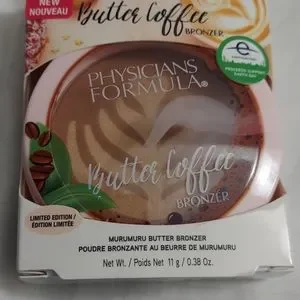 NEW
NOUVEAU
Butter Coffee
BRONZER
e
PHYSICIANS
FORMULA®
Butter Coffee
BRONZER
LIMITED EDITION /
ÉDITION LIMITÉE
MURUMURU BUTTER BRONZER
POUDRE BRONZANTE AU BEURRE DE MURUMURU
Net Wt. / Poids Net 11 g / 0.38 Oz.